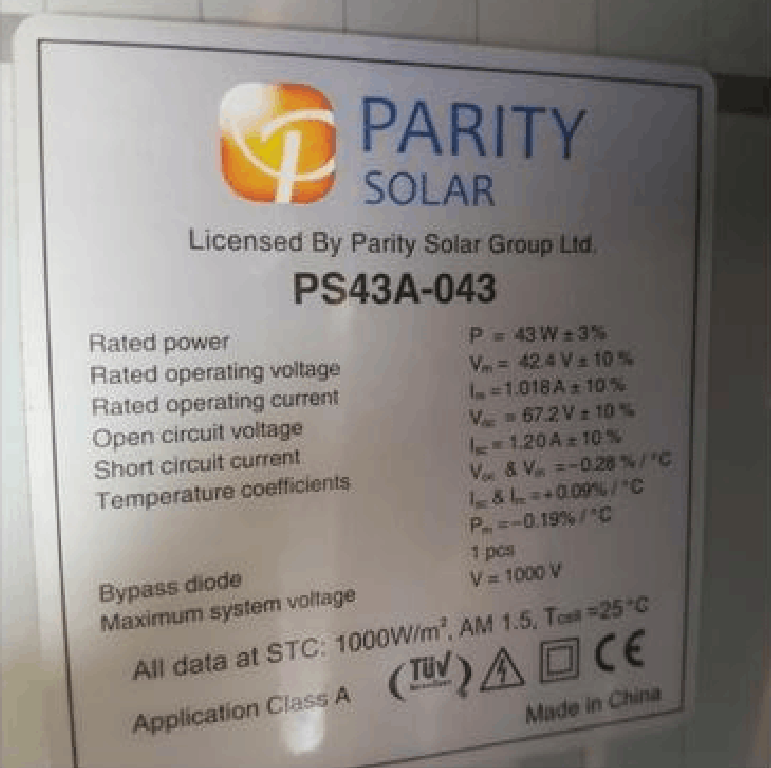 PARITY
SOLAR
Licensed By Parity Solar Group Ltd.
PS43A-043
Rated power P = 43W ± 3%
Rated operating voltage Vm = 42.4 V ± 10 %
Rated operating current Im =1.018A ± 10 %
Open circuit voltage Voc = 67.2V ± 10 %
Short circuit current Isc = 1.20A ± 10 %
Temperature coefficients Voc & Vm =-0.28 % / °C
Isc & Im =+0.09% / °C
Pm =-0.19% / °C
Bypass diode 1 pcs
Maximum system voltage V = 1000 V
All data at STC: 1000W/m², AM 1.5, Tcell =25 °C
Application Class A TÜV CE
Made in China